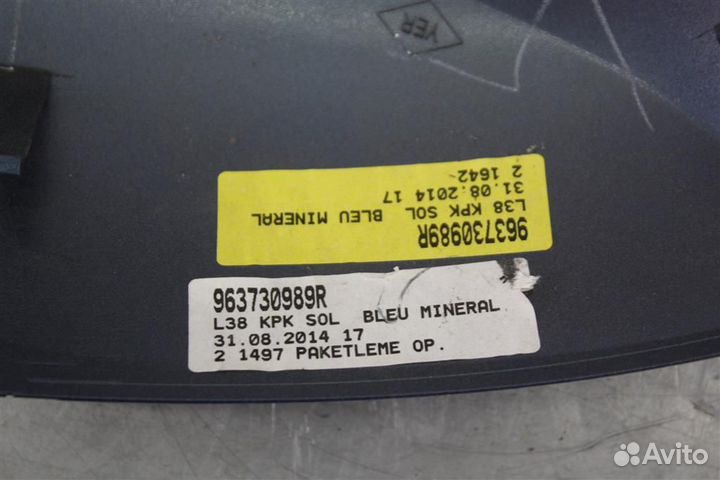 YER
2 1642
31.08.2014 17
L38 KPK SOL BLEU MINERAL
963730989R
963730989R
L38 KPK SOL BLEU MINERAL
31.08.2014 17
2 1497 PAKETLEME OP.
Avito